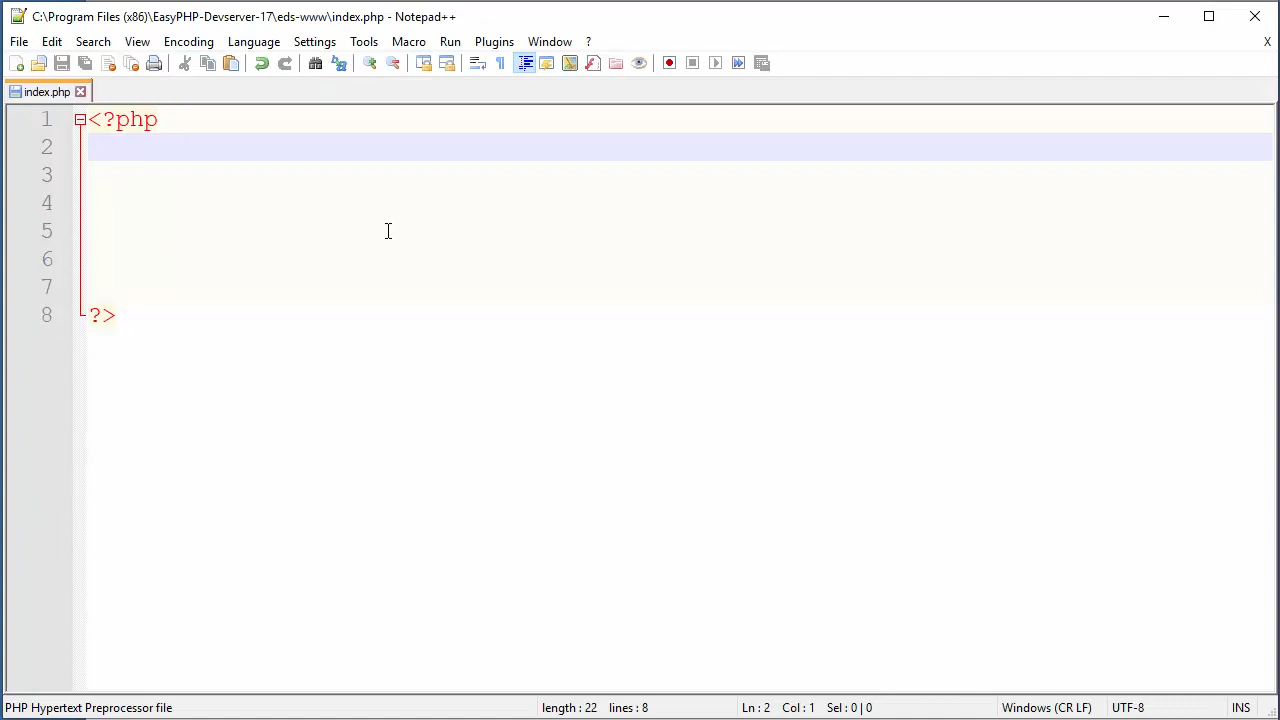 C:\Program Files (x86)\EasyPHP-Devserver-17\eds-www\index.php - Notepad++
File Edit Search View Encoding Language Settings Tools Macro Run Plugins Window ? X
index.php
1 <?php
2
3
4
5
6
7
8 ?>
PHP Hypertext Preprocessor file length : 22 lines : 8 Ln : 2 Col : 1 Sel : 0 | 0 Windows (CR LF) UTF-8 INS